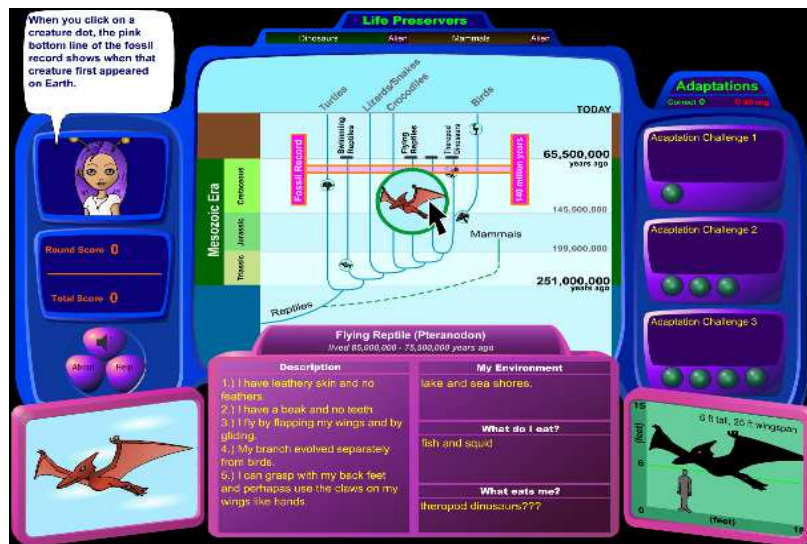 When you click on a
creature dot, the pink
bottom line of the fossil
record shows when that
creature first appeared
on Earth.
Life Preservers
Dinosaurs Alien Mammals Alien
Turtles
Lizards/Snakes
Crocodiles
Birds
TODAY
Swimming
Reptiles
Flying
Reptiles
Theropod
Dinosaurs
65,500,000
years ago
Fossil Record
140 million years
Mesozoic Era
Cretaceous
145,500,000
Jurassic
Mammals
199,600,000
Triassic
251,000,000
years ago
Reptiles
Adaptations
Correct 0 0 Wrong
Adaptation Challenge 1
Adaptation Challenge 2
Adaptation Challenge 3
Round Score 0
Total Score 0
About
Help
Flying Reptile (Pteranodon)
lived 85,000,000 - 75,500,000 years ago
Description
1.) I have leathery skin and no
feathers.
2.) I have a beak and no teeth
3.) I fly by flapping my wings and by
gliding.
4.) My branch evolved separately
from birds.
5.) I can grasp with my back feet
and perhapas use the claws on my
wings like hands.
My Environment
lake and sea shores.
What do I eat?
fish and squid
What eats me?
theropod dinosaurs???
15
6 ft tall, 25 ft wingspan
(feet)
6
0
(feet)